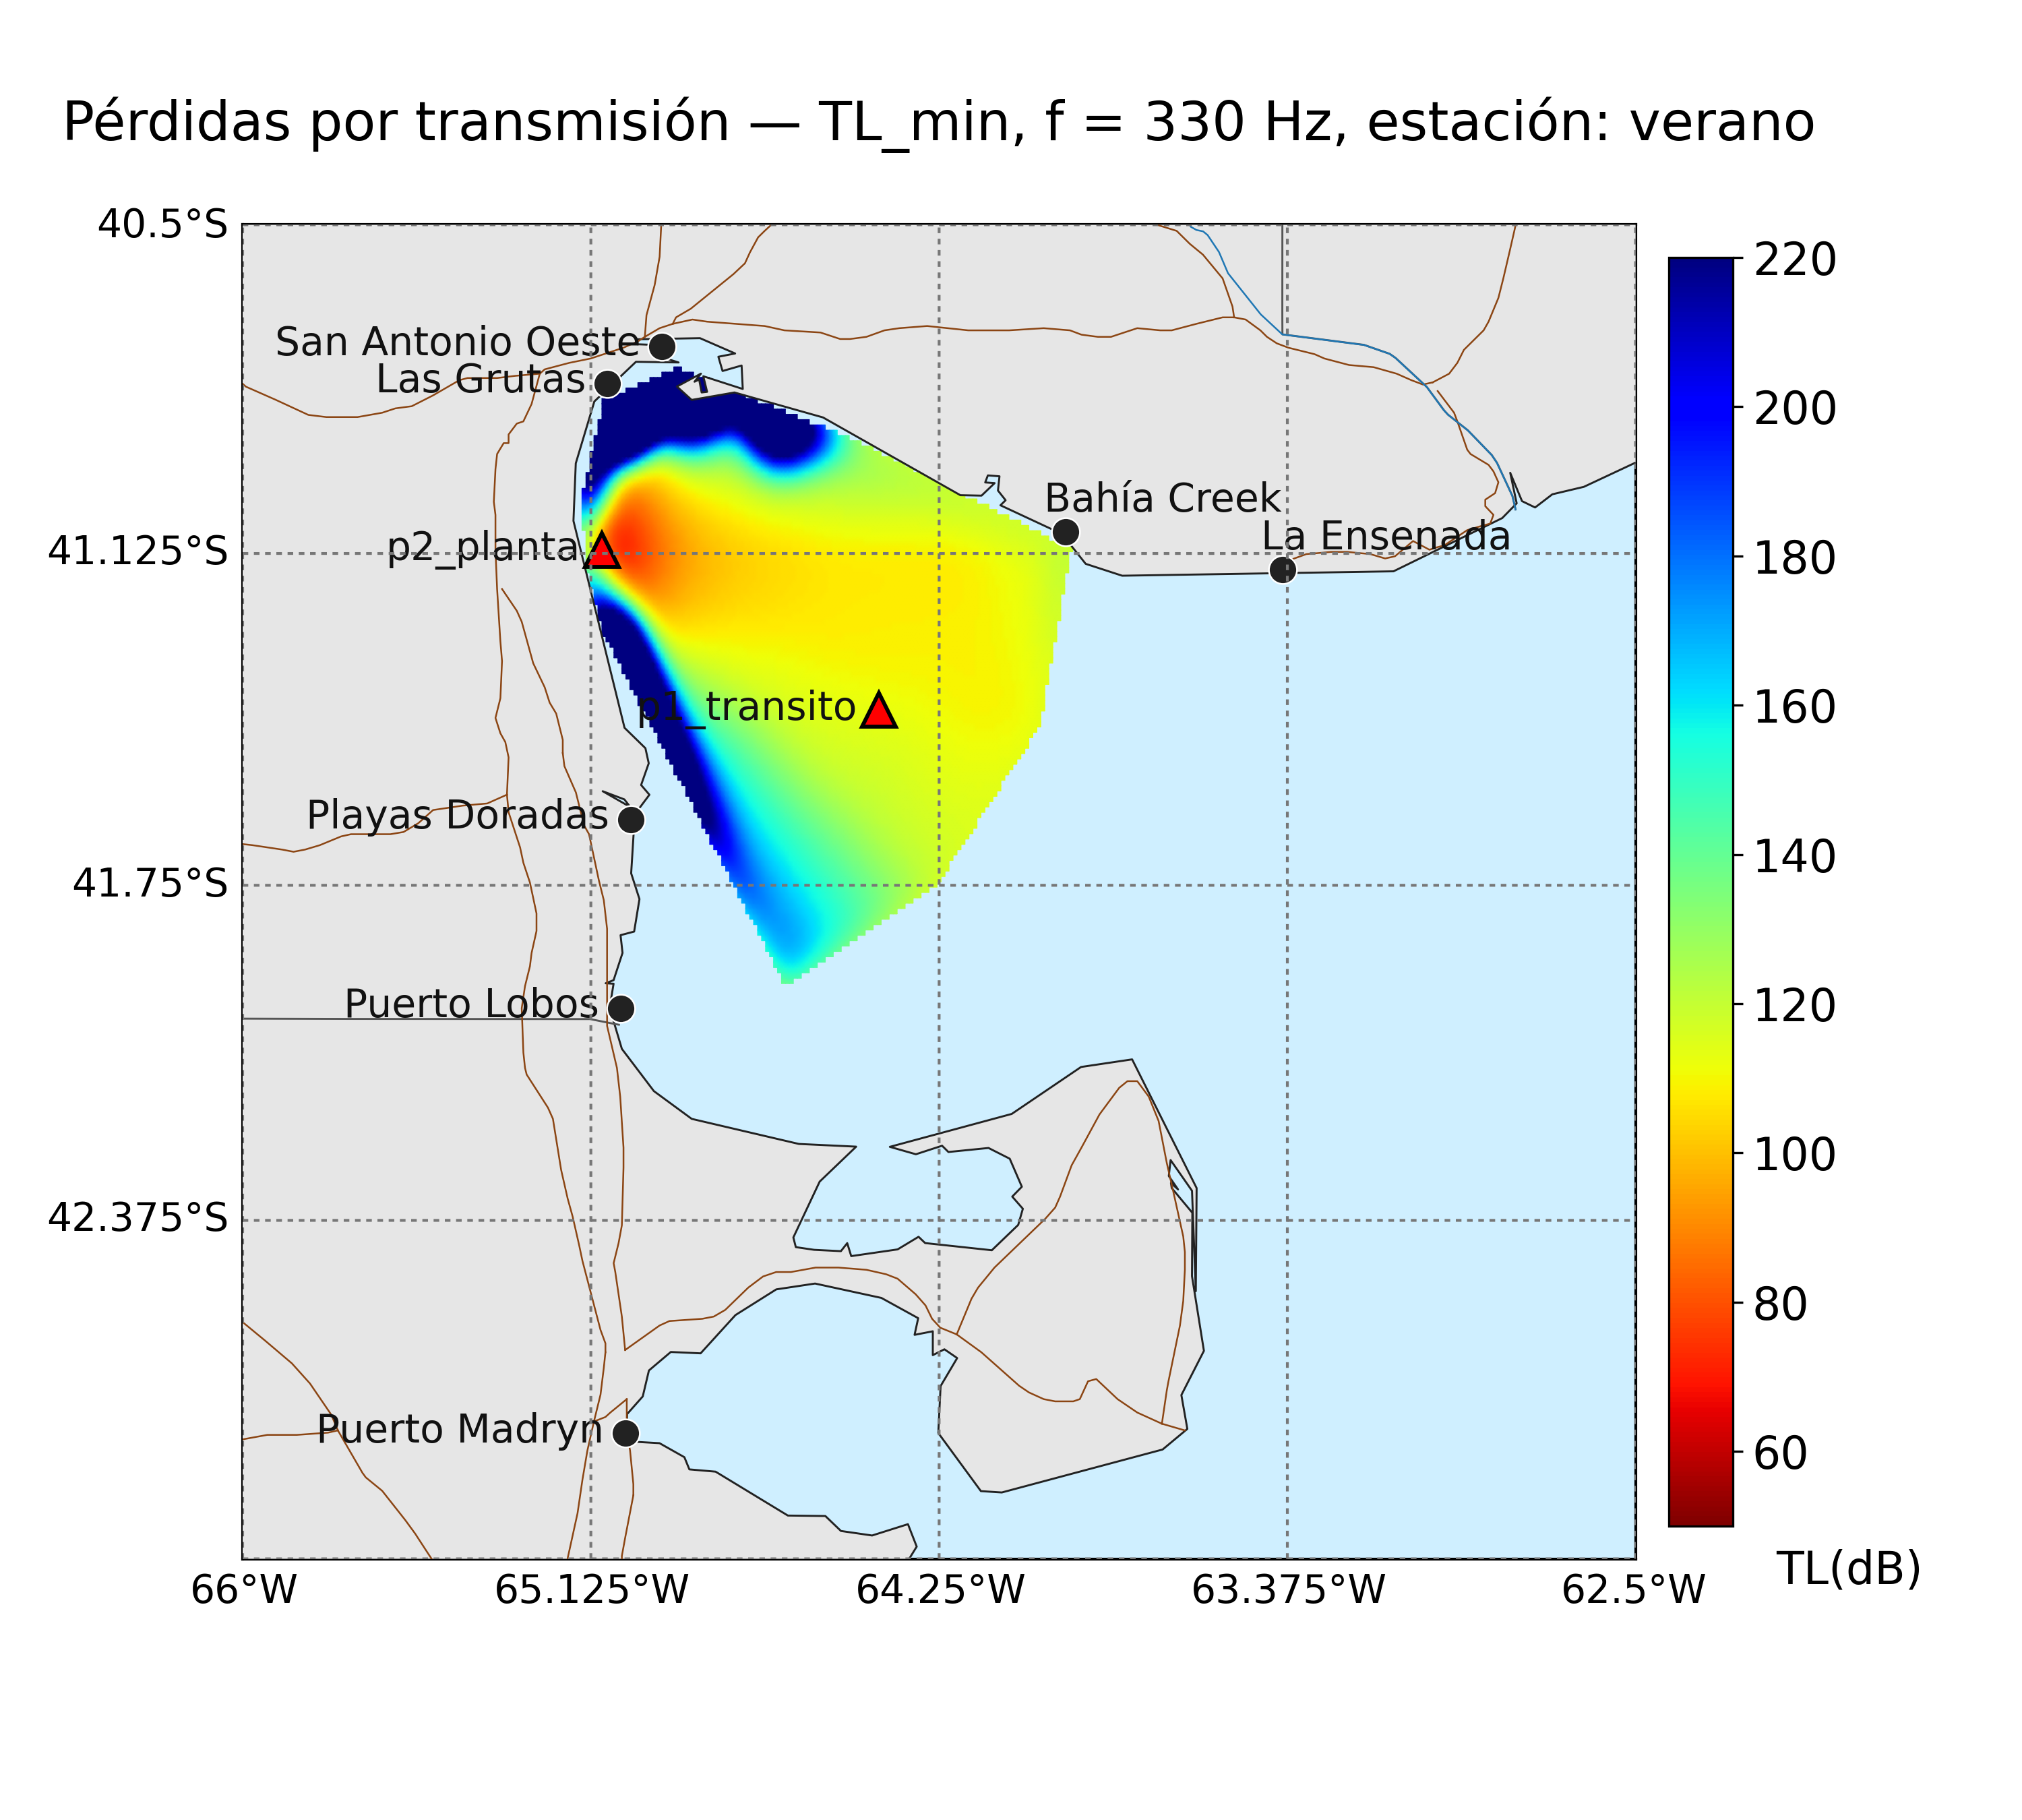 Pérdidas por transmisión — TL_min, f = 330 Hz, estación: verano
40.5°S
220
San Antonio Oeste
Las Grutas
200
Bahía Creek
La Ensenada
p2_planta
41.125°S
180
p1_transito
160
Playas Doradas
140
41.75°S
Puerto Lobos
120
100
42.375°S
80
Puerto Madryn
60
TL(dB)
66°W
65.125°W
64.25°W
63.375°W
62.5°W